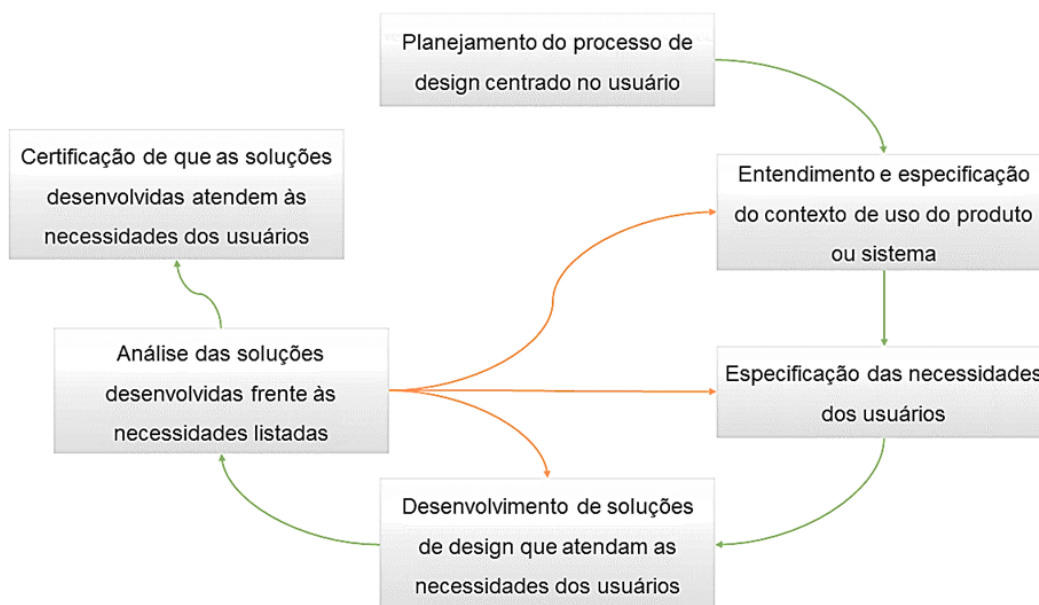 Planejamento do processo de
design centrado no usuário
Certificação de que as soluções
desenvolvidas atendem às
necessidades dos usuários
Entendimento e especificação
do contexto de uso do produto
ou sistema
Análise das soluções
desenvolvidas frente às
necessidades listadas
Especificação das necessidades
dos usuários
Desenvolvimento de soluções
de design que atendam as
necessidades dos usuários